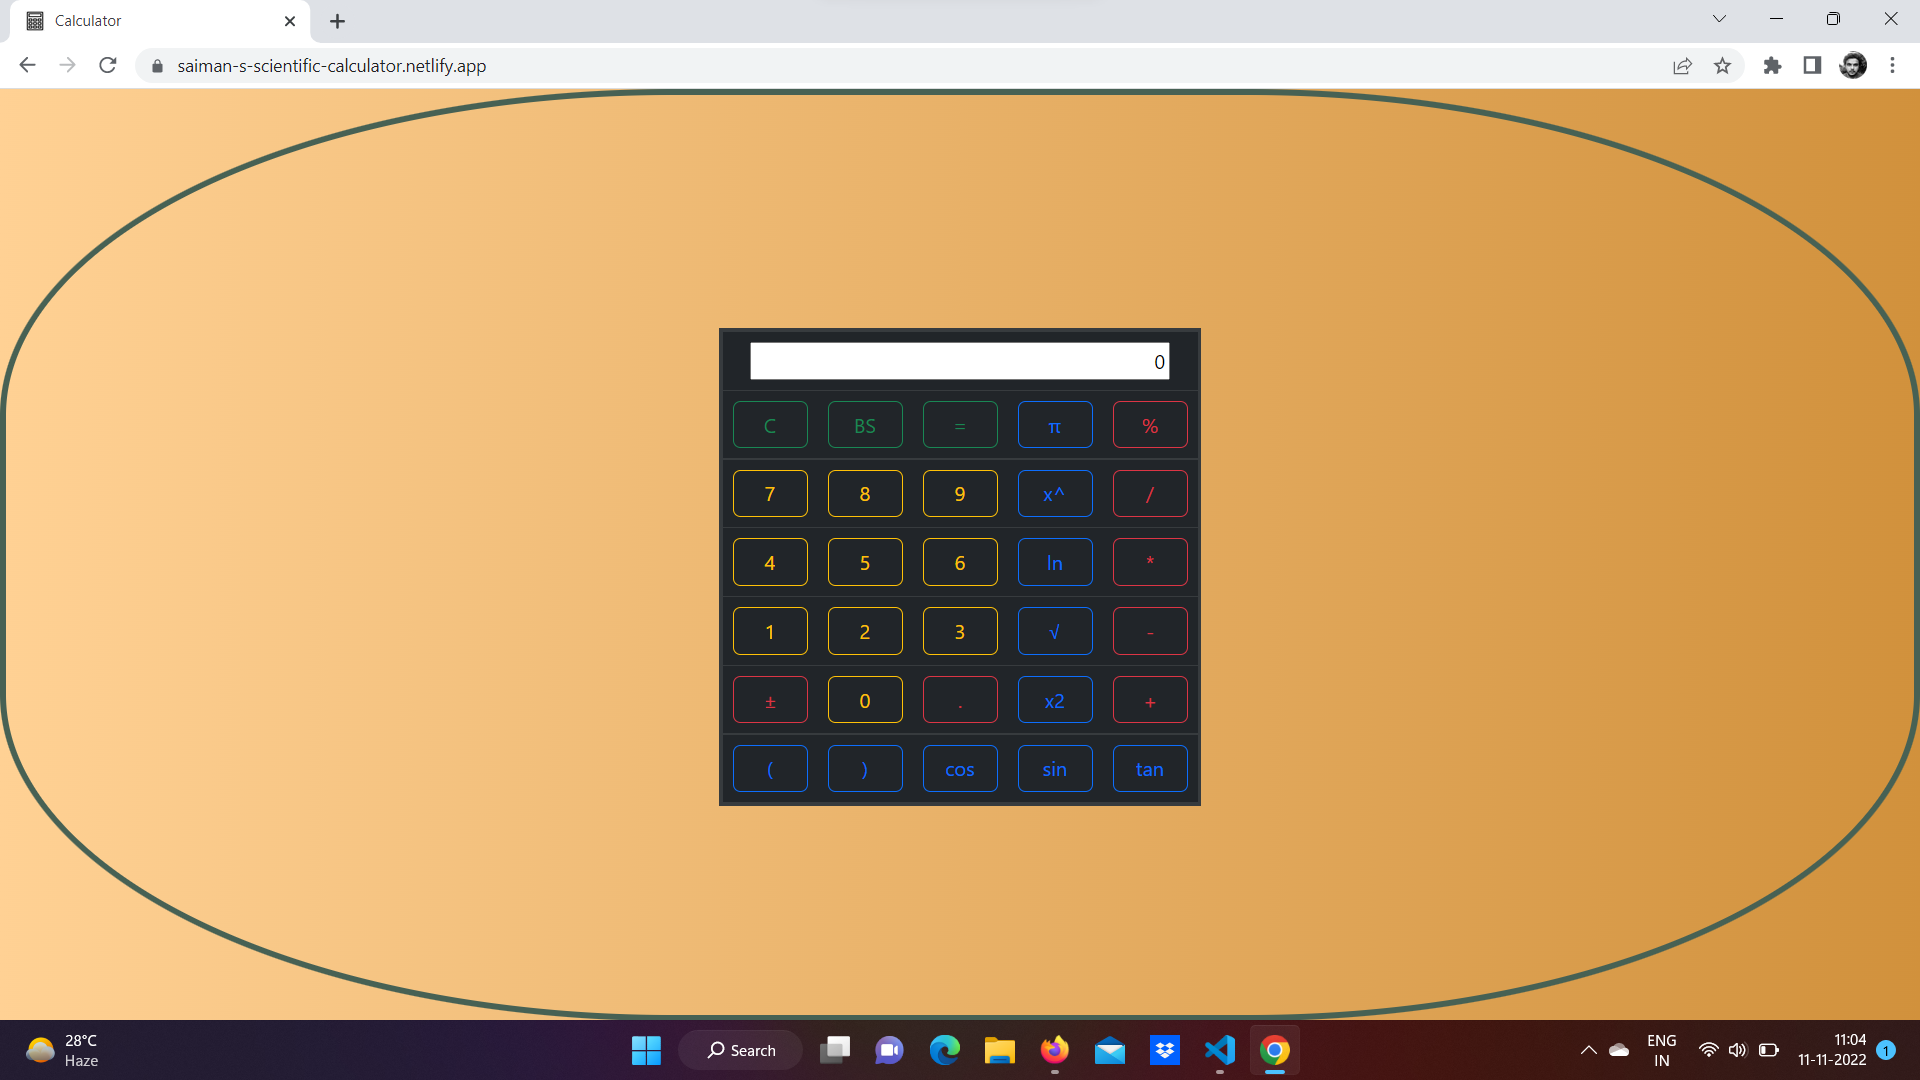 Calculator
saiman-s-scientific-calculator.netlify.app
0
C BS = π %
7 8 9 x^ /
4 5 6 ln *
1 2 3 √ -
± 0 . x2 +
( ) cos sin tan
28°C
Haze
Search
ENG
IN
11:04
11-11-2022
1